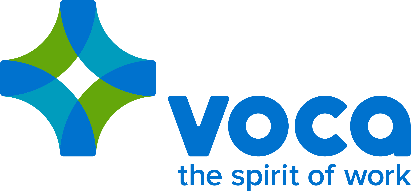 voca
the spirit of work